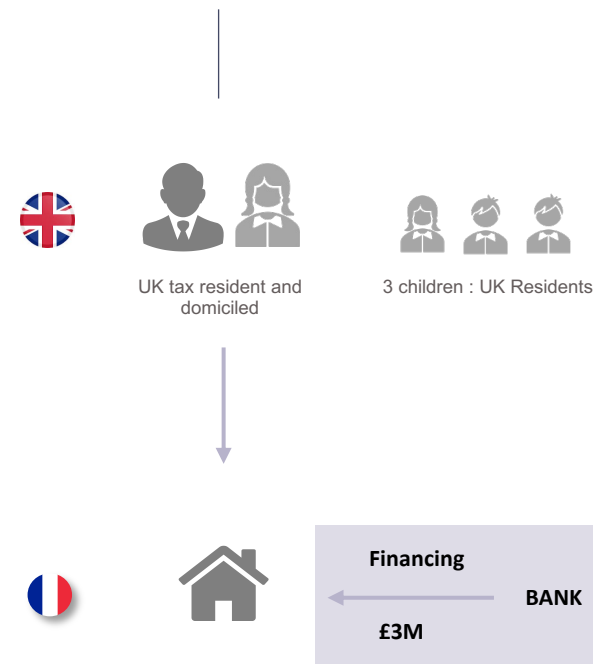 UK tax resident and
domiciled
3 children : UK Residents
Financing
BANK
£3M